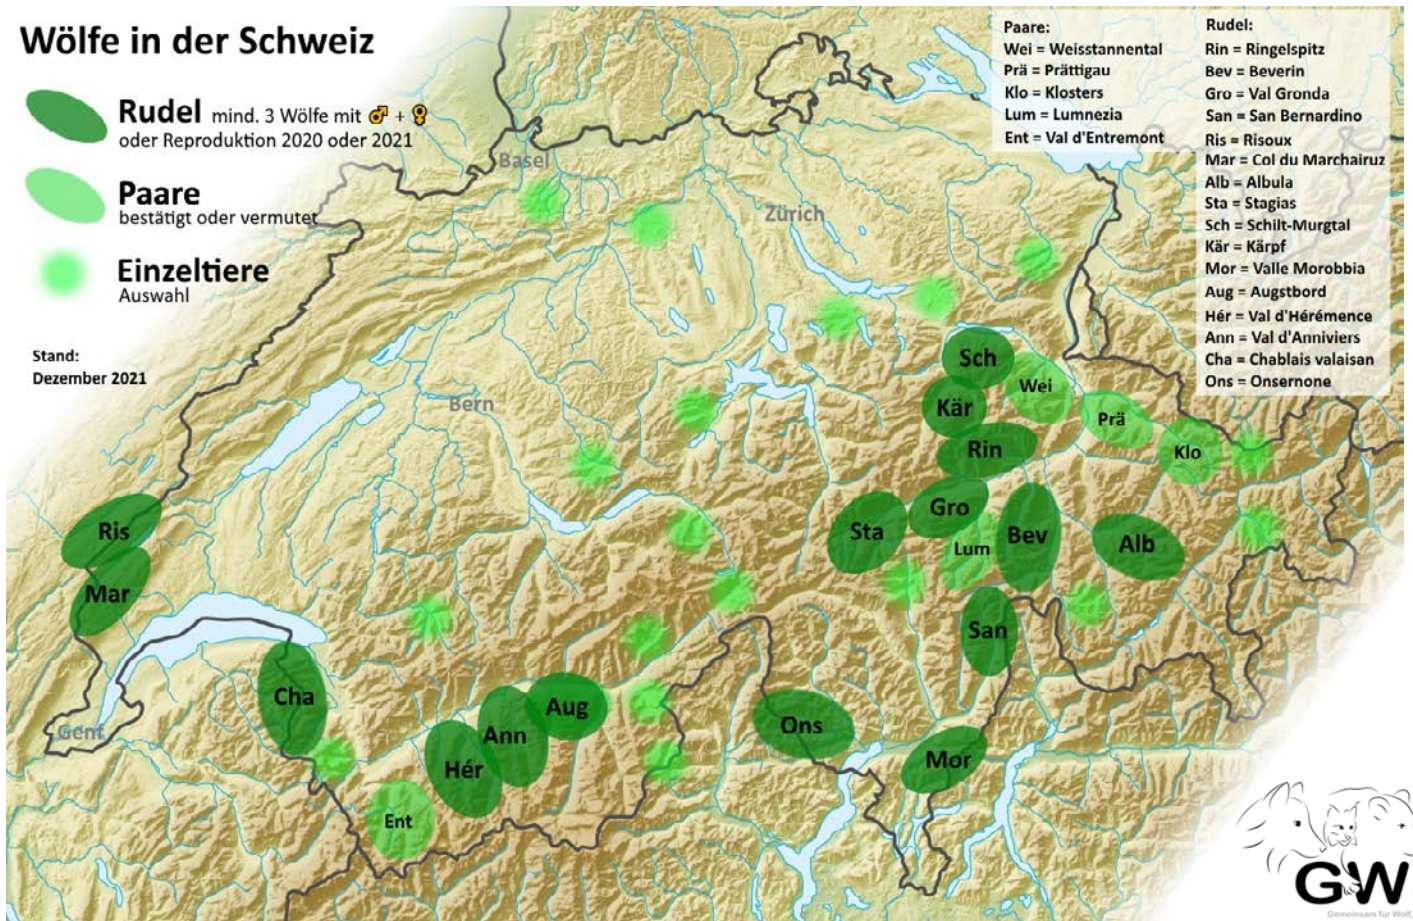 Wölfe in der Schweiz
Rudel mind. 3 Wölfe mit ♂ + ♀
oder Reproduktion 2020 oder 2021
Paare
bestätigt oder vermutet
Einzeltiere
Auswahl
Stand:
Dezember 2021
Paare:
Wei = Weisstannental
Prä = Prättigau
Klo = Klosters
Lum = Lumnezia
Ent = Val d'Entremont
Rudel:
Rin = Ringelspitz
Bev = Beverin
Gro = Val Gronda
San = San Bernardino
Ris = Risoux
Mar = Col du Marchairuz
Alb = Albula
Sta = Stagias
Sch = Schilt-Murgtal
Kär = Kärpf
Mor = Valle Morobbia
Aug = Augstbord
Hér = Val d'Hérémence
Ann = Val d'Anniviers
Cha = Chablais valaisan
Ons = Onsernone
Basel
Zürich
Bern
Genf
Sch
Wei
Kär
Prä
Rin
Klo
Gro
Sta
Lum
Bev
Alb
Ris
Mar
San
Cha
Aug
Ann
Hér
Ons
Mor
Ent
GW
Gemeinsam für Wolf,